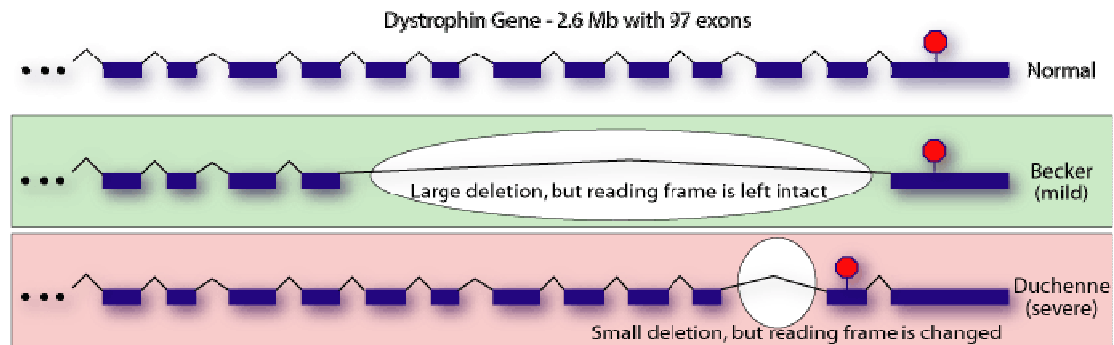 Dystrophin Gene - 2.6 Mb with 97 exons
Normal
Large deletion, but reading frame is left intact
Becker
(mild)
Duchenne
(severe)
Small deletion, but reading frame is changed